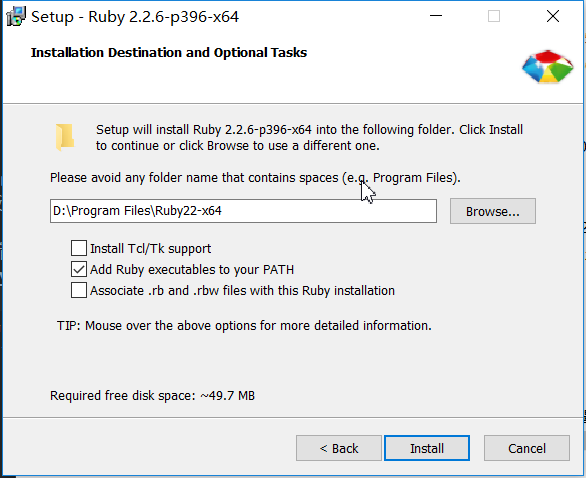 Setup - Ruby 2.2.6-p396-x64
Installation Destination and Optional Tasks
Setup will install Ruby 2.2.6-p396-x64 into the following folder. Click Install
to continue or click Browse to use a different one.
Please avoid any folder name that contains spaces (e.g. Program Files).
D:\Program Files\Ruby22-x64
Browse...
Install Tcl/Tk support
Add Ruby executables to your PATH
Associate .rb and .rbw files with this Ruby installation
TIP: Mouse over the above options for more detailed information.
Required free disk space: ~49.7 MB
< Back
Install
Cancel